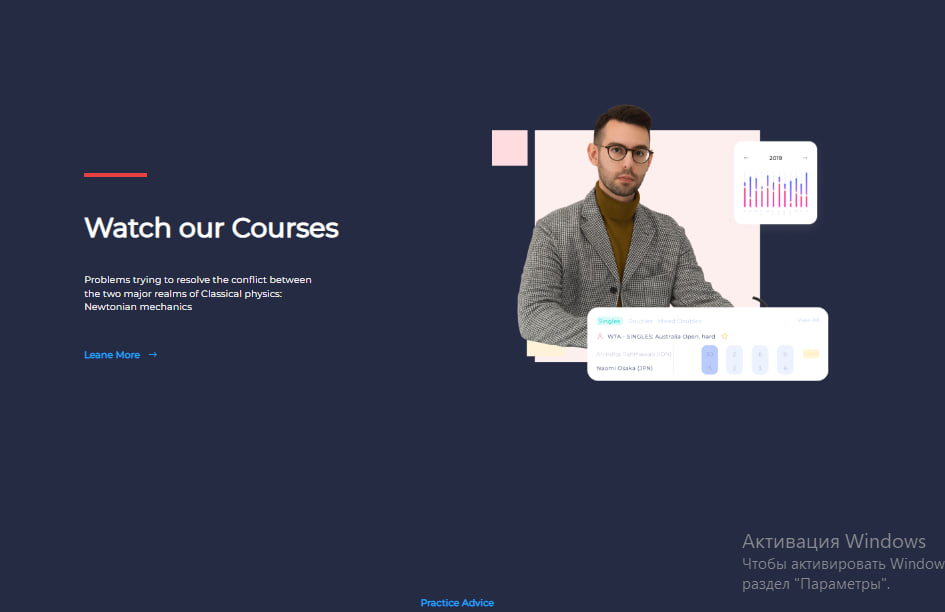 Watch our Courses
Problems trying to resolve the conflict between
the two major realms of Classical physics:
Newtonian mechanics
Leane More →
← 2019 →
Singles Doubles Mixed Doubles View All
WTA - SINGLES: Australia Open, hard
Naomi Osaka (JPN)
Активация Windows
Чтобы активировать Window
раздел "Параметры".
Practice Advice